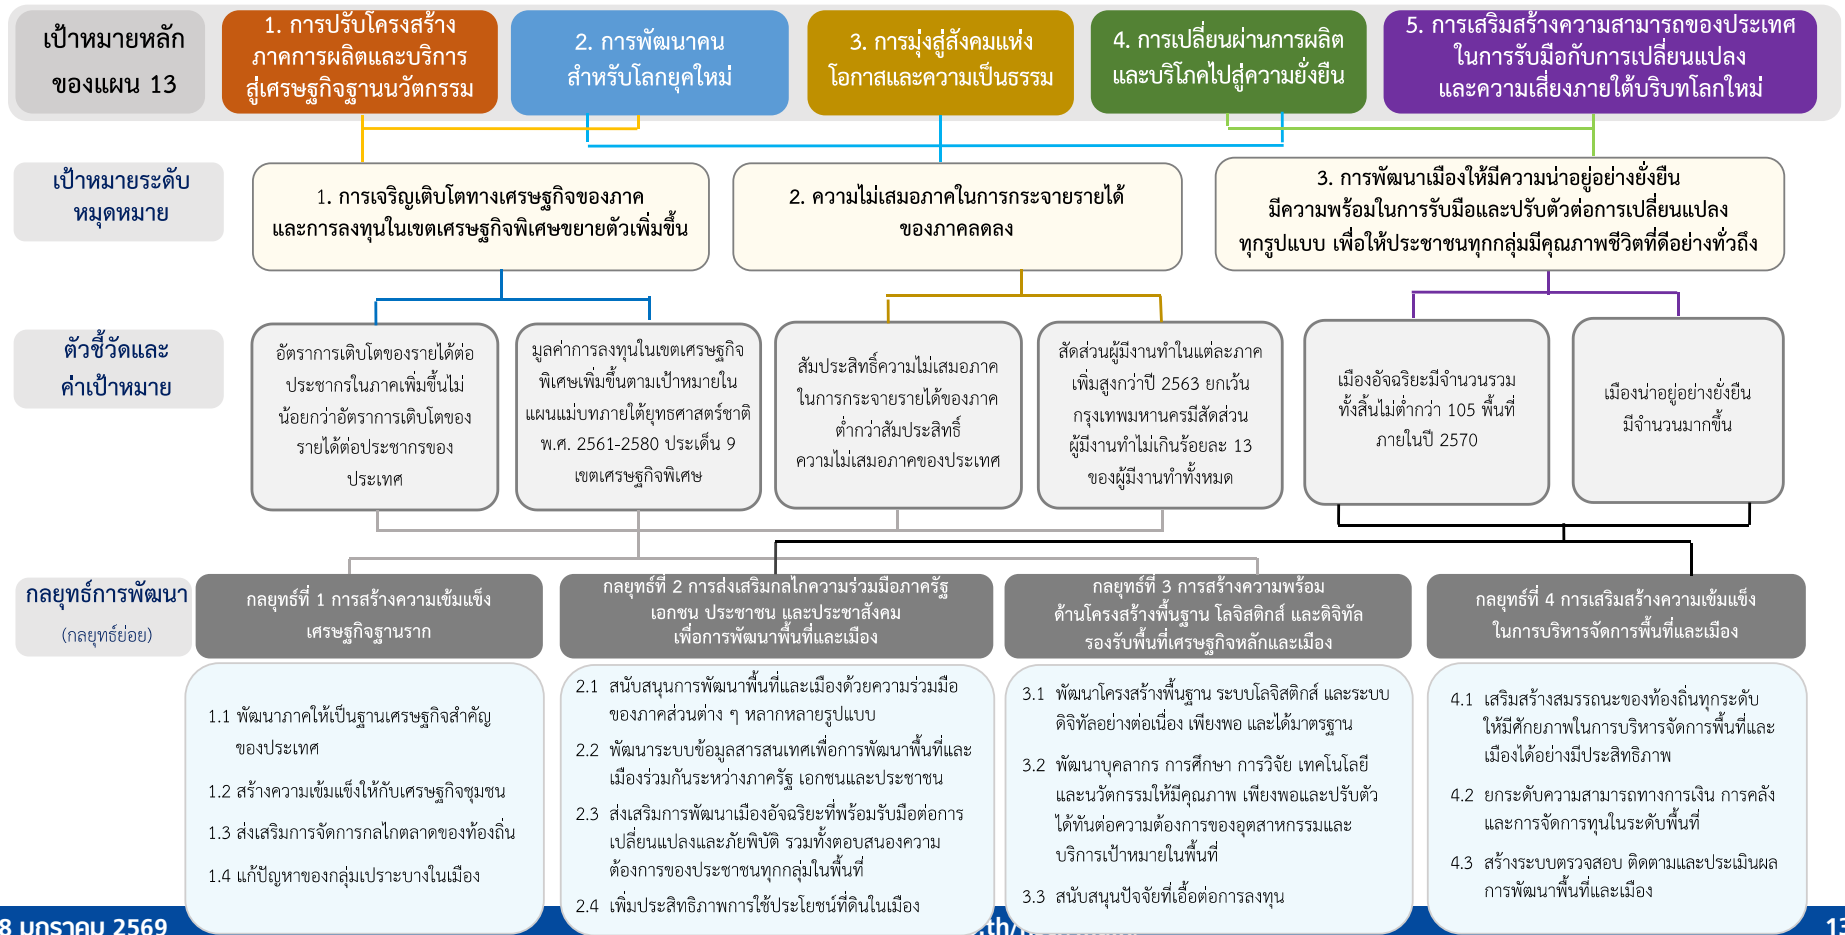 เป้าหมายหลัก
ของแผน 13
1. การปรับโครงสร้าง
ภาคการผลิตและบริการ
สู่เศรษฐกิจฐานนวัตกรรม
2. การพัฒนาคน
สำหรับโลกยุคใหม่
3. การมุ่งสู่สังคมแห่ง
โอกาสและความเป็นธรรม
4. การเปลี่ยนผ่านการผลิต
และบริโภคไปสู่ความยั่งยืน
5. การเสริมสร้างความสามารถของประเทศ
ในการรับมือกับการเปลี่ยนแปลง
และความเสี่ยงภายใต้บริบทโลกใหม่
เป้าหมายระดับ
หมุดหมาย
1. การเจริญเติบโตทางเศรษฐกิจของภาค
และการลงทุนในเขตเศรษฐกิจพิเศษขยายตัวเพิ่มขึ้น
2. ความไม่เสมอภาคในการกระจายรายได้
ของภาคลดลง
3. การพัฒนาเมืองให้มีความน่าอยู่อย่างยั่งยืน
มีความพร้อมในการรับมือและปรับตัวต่อการเปลี่ยนแปลง
ทุกรูปแบบ เพื่อให้ประชาชนทุกกลุ่มมีคุณภาพชีวิตที่ดีอย่างทั่วถึง
ตัวชี้วัดและ
ค่าเป้าหมาย
อัตราการเติบโตของรายได้ต่อ
ประชากรในภาคเพิ่มขึ้นไม่
น้อยกว่าอัตราการเติบโตของ
รายได้ต่อประชากรของ
ประเทศ
มูลค่าการลงทุนในเขตเศรษฐกิจ
พิเศษเพิ่มขึ้นตามเป้าหมายใน
แผนแม่บทภายใต้ยุทธศาสตร์ชาติ
พ.ศ. 2561-2580 ประเด็น 9
เขตเศรษฐกิจพิเศษ
สัมประสิทธิ์ความไม่เสมอภาค
ในการกระจายรายได้ของภาค
ต่ำกว่าสัมประสิทธิ์
ความไม่เสมอภาคของประเทศ
สัดส่วนผู้มีงานทำในแต่ละภาค
เพิ่มสูงกว่าปี 2563 ยกเว้น
กรุงเทพมหานครมีสัดส่วน
ผู้มีงานทำไม่เกินร้อยละ 13
ของผู้มีงานทำทั้งหมด
เมืองอัจฉริยะมีจำนวนรวม
ทั้งสิ้นไม่ต่ำกว่า 105 พื้นที่
ภายในปี 2570
เมืองน่าอยู่อย่างยั่งยืน
มีจำนวนมากขึ้น
กลยุทธ์การพัฒนา
(กลยุทธ์ย่อย)
กลยุทธ์ที่ 1 การสร้างความเข้มแข็ง
เศรษฐกิจฐานราก
กลยุทธ์ที่ 2 การส่งเสริมกลไกความร่วมมือภาครัฐ
เอกชน ประชาชน และประชาสังคม
เพื่อการพัฒนาพื้นที่และเมือง
กลยุทธ์ที่ 3 การสร้างความพร้อม
ด้านโครงสร้างพื้นฐาน โลจิสติกส์ และดิจิทัล
รองรับพื้นที่เศรษฐกิจหลักและเมือง
กลยุทธ์ที่ 4 การเสริมสร้างความเข้มแข็ง
ในการบริหารจัดการพื้นที่และเมือง
1.1 พัฒนาภาคให้เป็นฐานเศรษฐกิจสำคัญ
ของประเทศ
1.2 สร้างความเข้มแข็งให้กับเศรษฐกิจชุมชน
1.3 ส่งเสริมการจัดการกลไกตลาดของท้องถิ่น
1.4 แก้ปัญหาของกลุ่มเปราะบางในเมือง
2.1 สนับสนุนการพัฒนาพื้นที่และเมืองด้วยความร่วมมือ
ของภาคส่วนต่าง ๆ หลากหลายรูปแบบ
2.2 พัฒนาระบบข้อมูลสารสนเทศเพื่อการพัฒนาพื้นที่และ
เมืองร่วมกันระหว่างภาครัฐ เอกชนและประชาชน
2.3 ส่งเสริมการพัฒนาเมืองอัจฉริยะที่พร้อมรับมือต่อการ
เปลี่ยนแปลงและภัยพิบัติ รวมทั้งตอบสนองความ
ต้องการของประชาชนทุกกลุ่มในพื้นที่
2.4 เพิ่มประสิทธิภาพการใช้ประโยชน์ที่ดินในเมือง
3.1 พัฒนาโครงสร้างพื้นฐาน ระบบโลจิสติกส์ และระบบ
ดิจิทัลอย่างต่อเนื่อง เพียงพอ และได้มาตรฐาน
3.2 พัฒนาบุคลากร การศึกษา การวิจัย เทคโนโลยี
และนวัตกรรมให้มีคุณภาพ เพียงพอและปรับตัว
ได้ทันต่อความต้องการของอุตสาหกรรมและ
บริการเป้าหมายในพื้นที่
3.3 สนับสนุนปัจจัยที่เอื้อต่อการลงทุน
4.1 เสริมสร้างสมรรถนะของท้องถิ่นทุกระดับ
ให้มีศักยภาพในการบริหารจัดการพื้นที่และ
เมืองได้อย่างมีประสิทธิภาพ
4.2 ยกระดับความสามารถทางการเงิน การคลัง
และการจัดการทุนในระดับพื้นที่
4.3 สร้างระบบตรวจสอบ ติดตามและประเมินผล
การพัฒนาพื้นที่และเมือง
8 มกราคม 2569
13